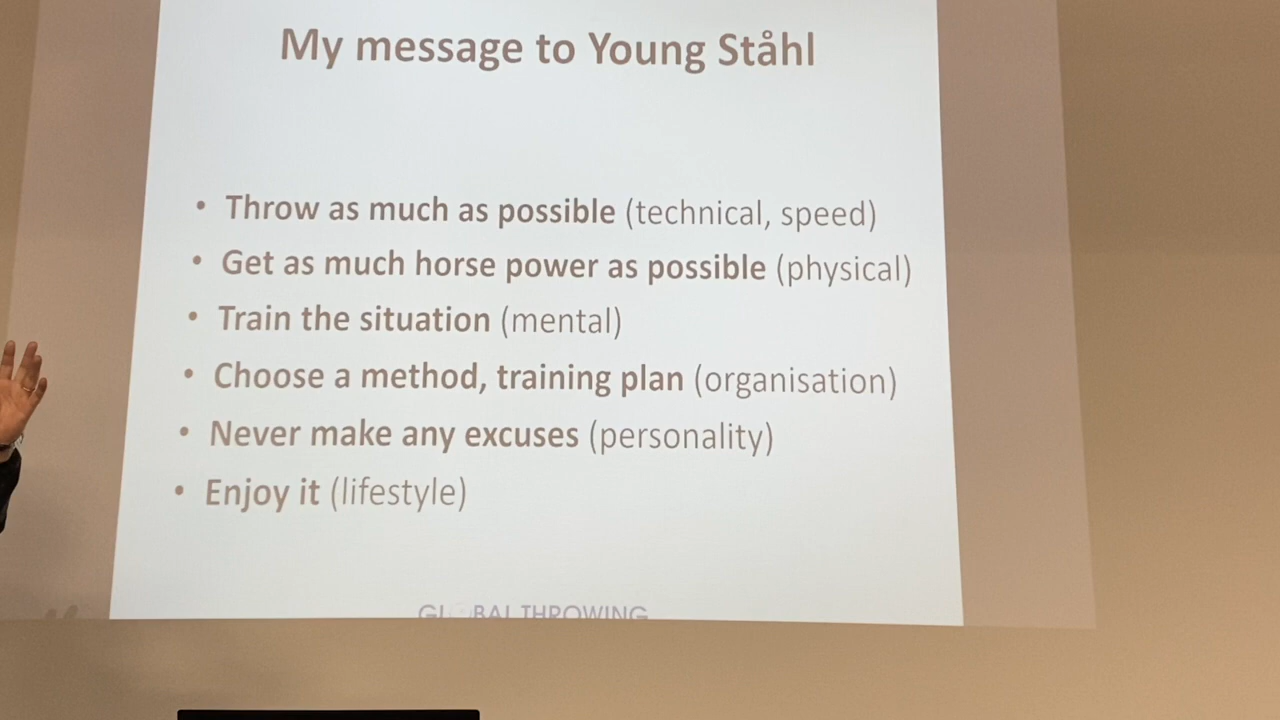 My message to Young Ståhl
• Throw as much as possible (technical, speed)
• Get as much horse power as possible (physical)
• Train the situation (mental)
• Choose a method, training plan (organisation)
• Never make any excuses (personality)
• Enjoy it (lifestyle)
THROWING